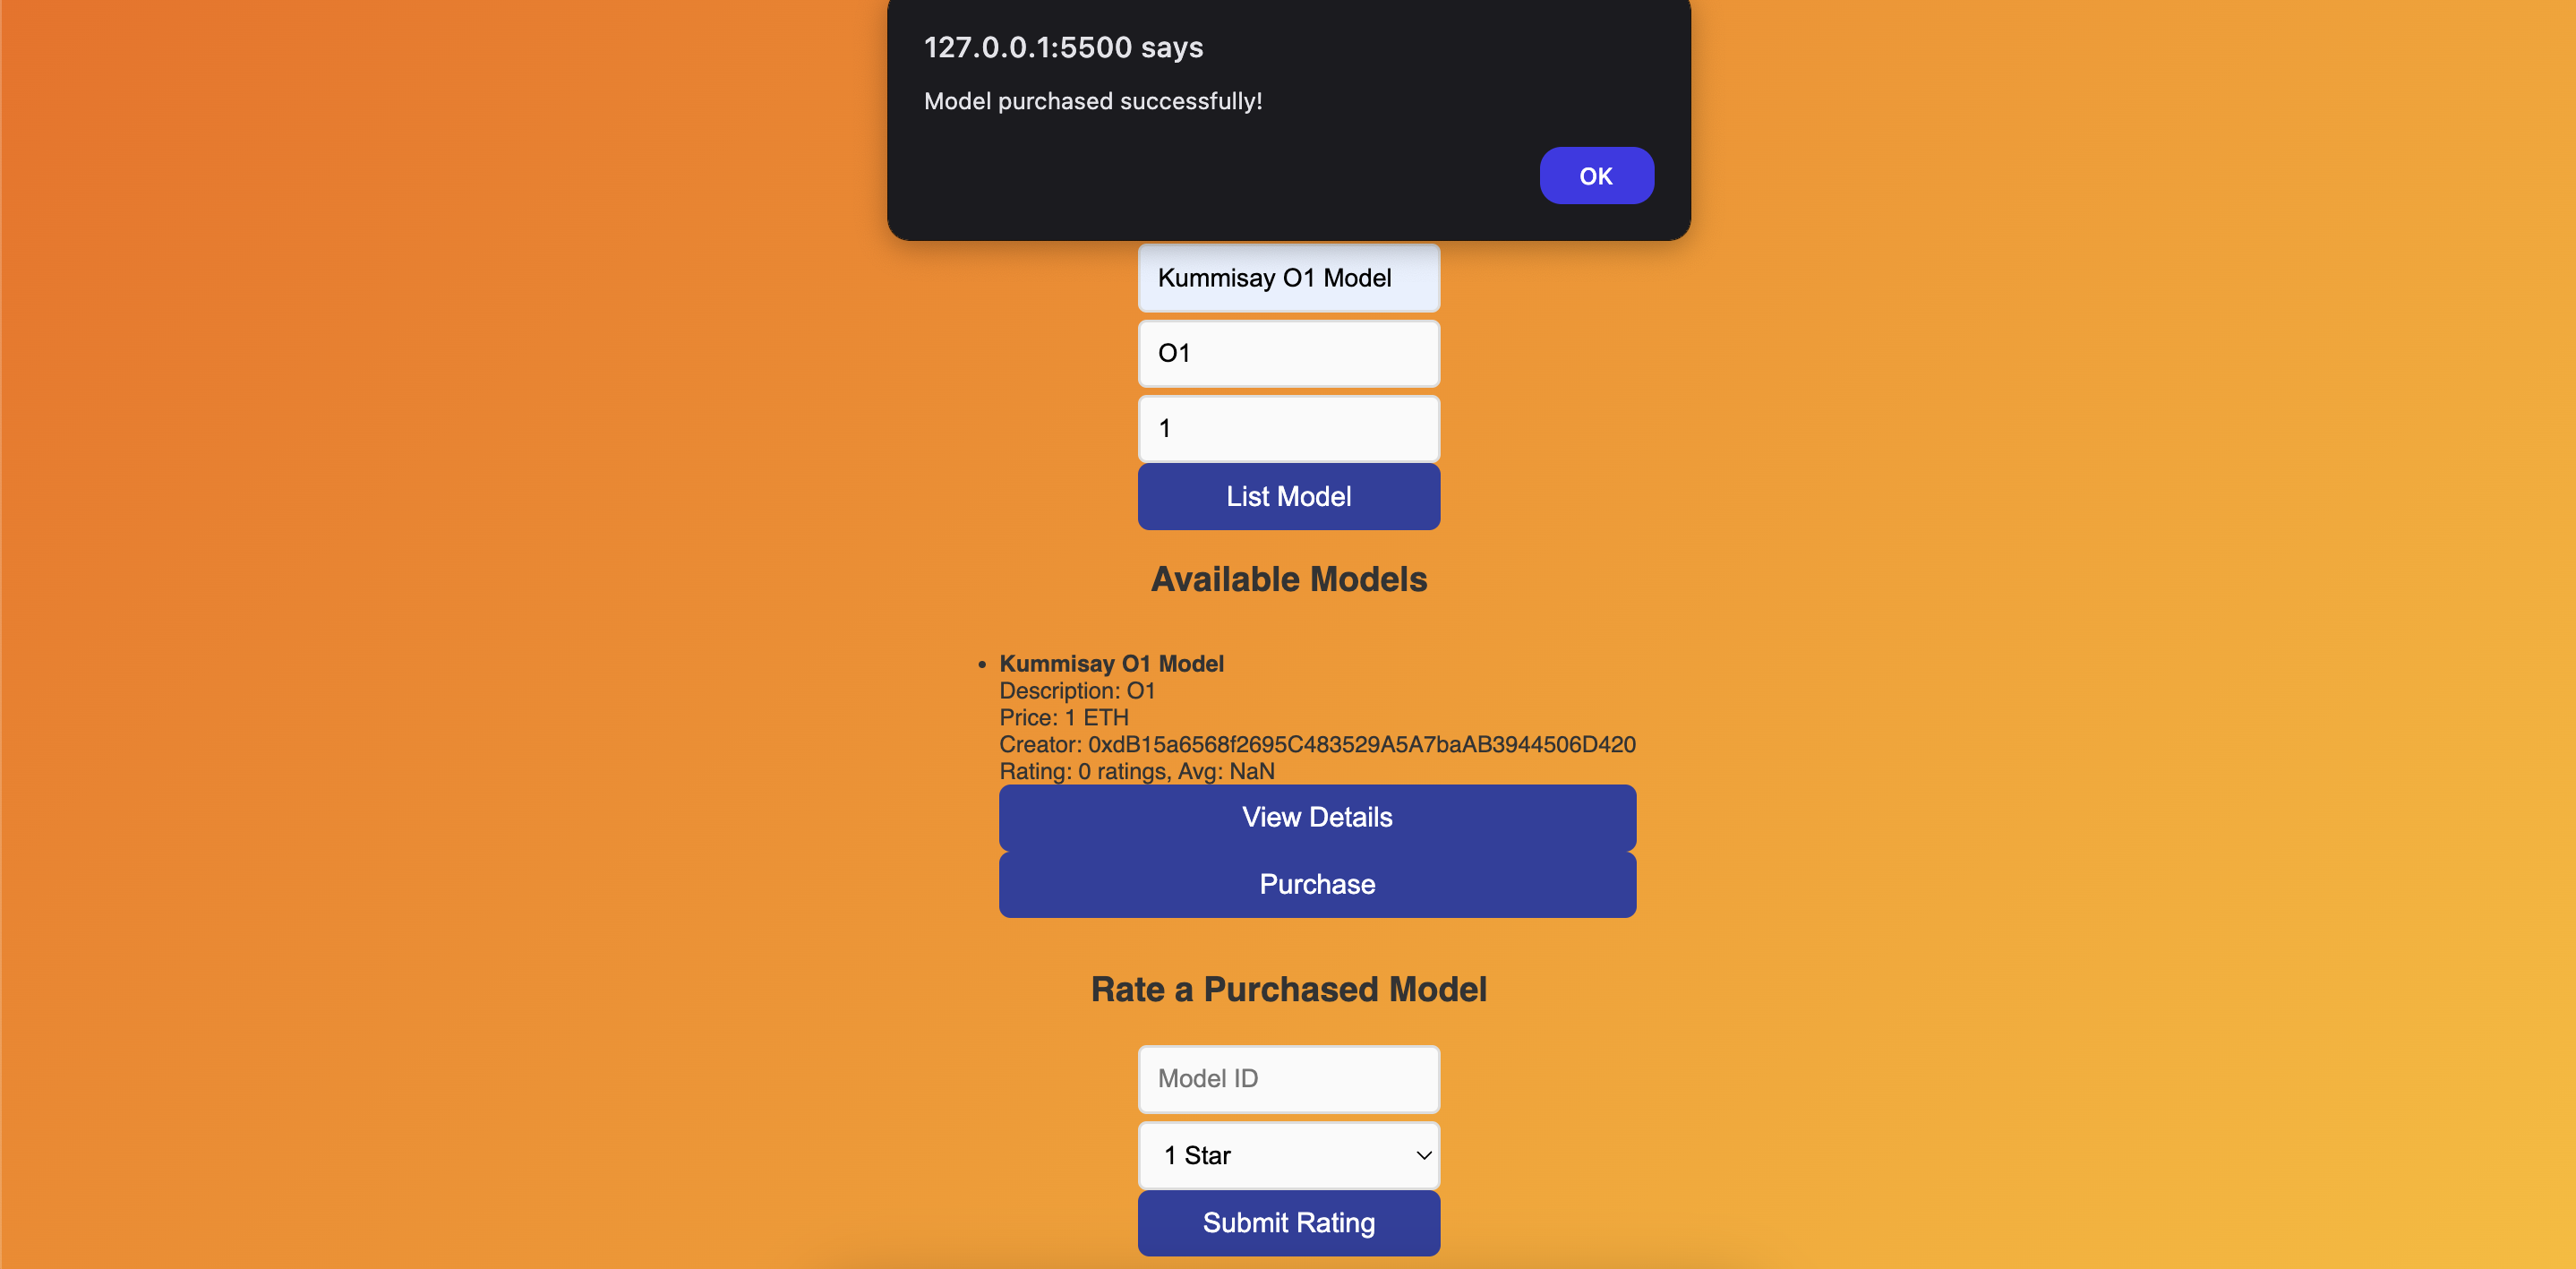 127.0.0.1:5500 says
Model purchased successfully!
OK
Kummisay O1 Model
O1
1
List Model
Available Models
• Kummisay O1 Model
Description: O1
Price: 1 ETH
Creator: 0xdB15a6568f2695C483529A5A7baAB3944506D420
Rating: 0 ratings, Avg: NaN
View Details
Purchase
Rate a Purchased Model
Model ID
1 Star
Submit Rating